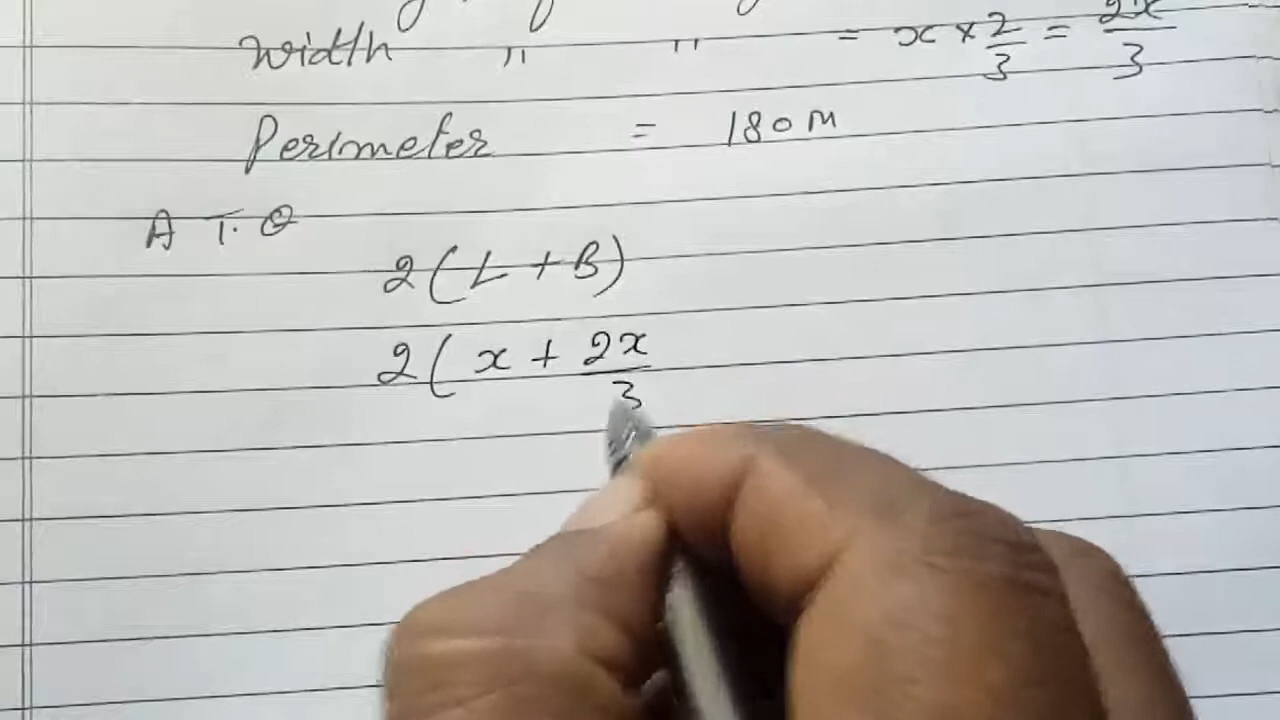 width " " = x × 2/3 = 2x/3
Perimeter = 180 M
A T. Q
2(L + B)
2( x + 2x/3